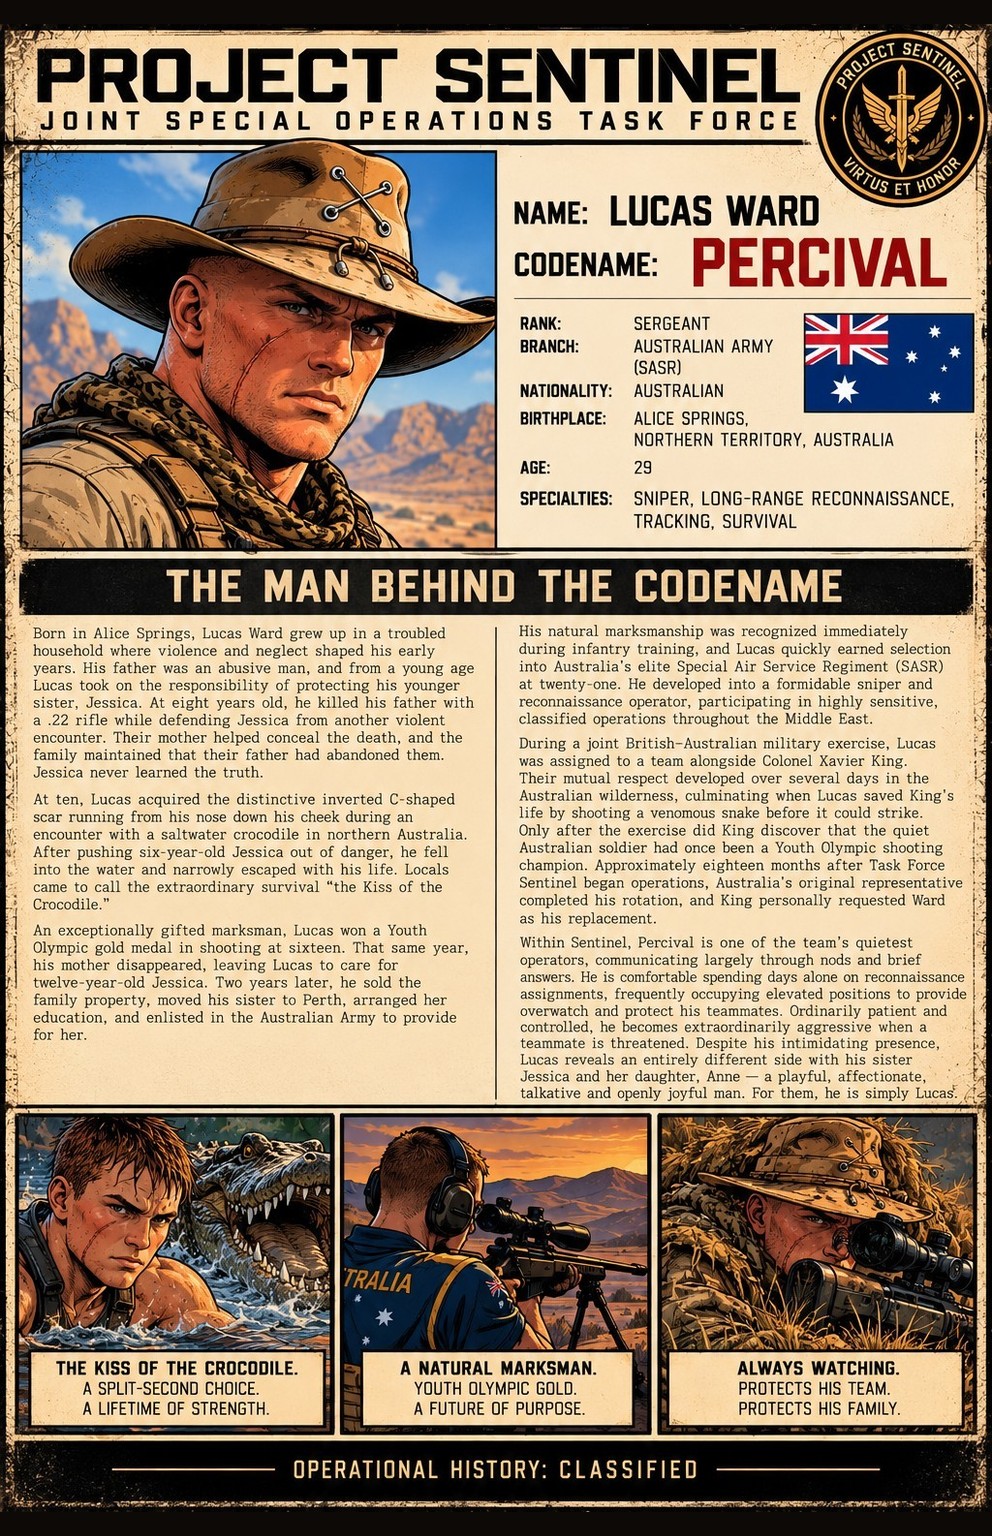 PROJECT SENTINEL
JOINT SPECIAL OPERATIONS TASK FORCE
PROJECT SENTINEL
VIRTUS ET HONOR
NAME: LUCAS WARD
CODENAME: PERCIVAL
RANK: SERGEANT
BRANCH: AUSTRALIAN ARMY
(SASR)
NATIONALITY: AUSTRALIAN
BIRTHPLACE: ALICE SPRINGS,
NORTHERN TERRITORY, AUSTRALIA
AGE: 29
SPECIALTIES: SNIPER, LONG-RANGE RECONNAISSANCE,
TRACKING, SURVIVAL
THE MAN BEHIND THE CODENAME
Born in Alice Springs, Lucas Ward grew up in a troubled
household where violence and neglect shaped his early
years. His father was an abusive man, and from a young age
Lucas took on the responsibility of protecting his younger
sister, Jessica. At eight years old, he killed his father with
a .22 rifle while defending Jessica from another violent
encounter. Their mother helped conceal the death, and the
family maintained that their father had abandoned them.
Jessica never learned the truth.
At ten, Lucas acquired the distinctive inverted C-shaped
scar running from his nose down his cheek during an
encounter with a saltwater crocodile in northern Australia.
After pushing six-year-old Jessica out of danger, he fell
into the water and narrowly escaped with his life. Locals
came to call the extraordinary survival “the Kiss of the
Crocodile.”
An exceptionally gifted marksman, Lucas won a Youth
Olympic gold medal in shooting at sixteen. That same year,
his mother disappeared, leaving Lucas to care for
twelve-year-old Jessica. Two years later, he sold the
family property, moved his sister to Perth, arranged her
education, and enlisted in the Australian Army to provide
for her.
His natural marksmanship was recognized immediately
during infantry training, and Lucas quickly earned selection
into Australia’s elite Special Air Service Regiment (SASR)
at twenty-one. He developed into a formidable sniper and
reconnaissance operator, participating in highly sensitive,
classified operations throughout the Middle East.
During a joint British–Australian military exercise, Lucas
was assigned to a team alongside Colonel Xavier King.
Their mutual respect developed over several days in the
Australian wilderness, culminating when Lucas saved King’s
life by shooting a venomous snake before it could strike.
Only after the exercise did King discover that the quiet
Australian soldier had once been a Youth Olympic shooting
champion. Approximately eighteen months after Task Force
Sentinel began operations, Australia’s original representative
completed his rotation, and King personally requested Ward
as his replacement.
Within Sentinel, Percival is one of the team’s quietest
operators, communicating largely through nods and brief
answers. He is comfortable spending days alone on reconnaissance
assignments, frequently occupying elevated positions to provide
overwatch and protect his teammates. Ordinarily patient and
controlled, he becomes extraordinarily aggressive when a
teammate is threatened. Despite his intimidating presence,
Lucas reveals an entirely different side with his sister
Jessica and her daughter, Anne — a playful, affectionate,
talkative and openly joyful man. For them, he is simply Lucas.
TRALIA
THE KISS OF THE CROCODILE.
A SPLIT-SECOND CHOICE.
A LIFETIME OF STRENGTH.
A NATURAL MARKSMAN.
YOUTH OLYMPIC GOLD.
A FUTURE OF PURPOSE.
ALWAYS WATCHING.
PROTECTS HIS TEAM.
PROTECTS HIS FAMILY.
OPERATIONAL HISTORY: CLASSIFIED